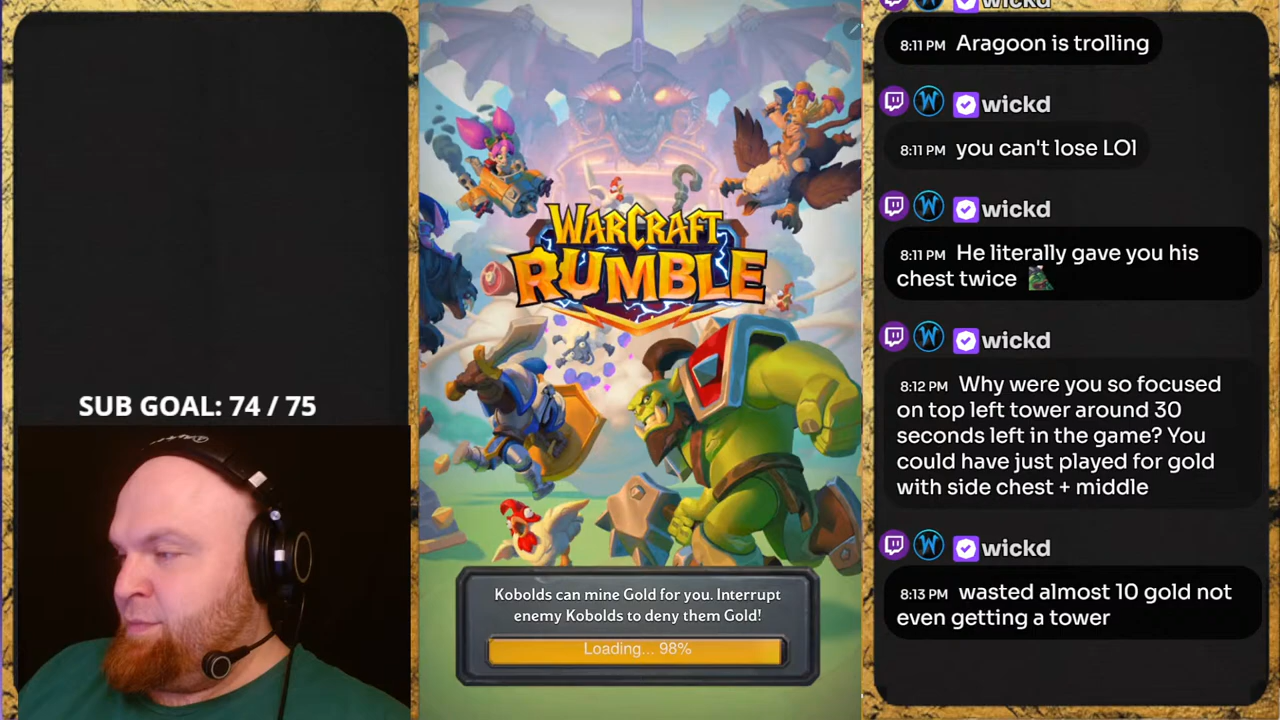 SUB GOAL: 74 / 75
WARCRAFT
RUMBLE
Kobolds can mine Gold for you. Interrupt
enemy Kobolds to deny them Gold!
Loading... 98%
wickd
8:11 PM Aragoon is trolling
wickd
8:11 PM you can't lose LOl
wickd
8:11 PM He literally gave you his
chest twice
wickd
8:12 PM Why were you so focused
on top left tower around 30
seconds left in the game? You
could have just played for gold
with side chest + middle
wickd
8:13 PM wasted almost 10 gold not
even getting a tower